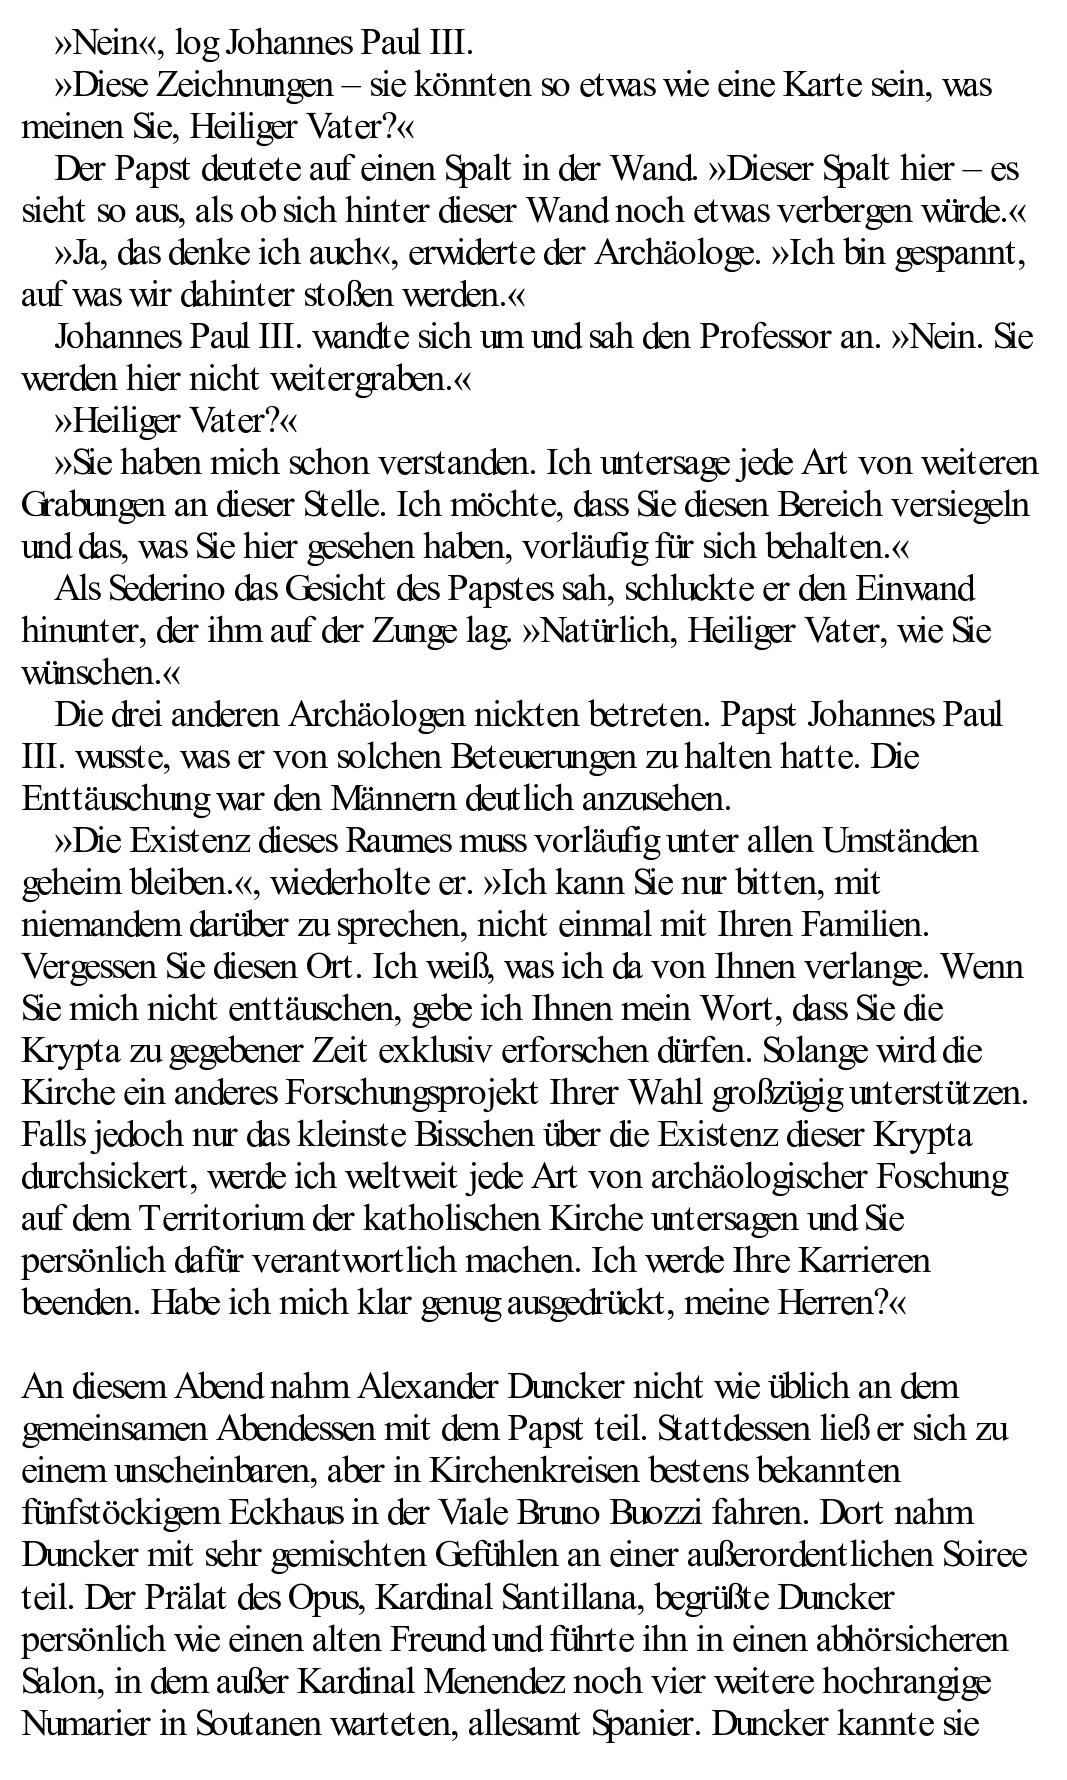 »Nein«, log Johannes Paul III.
»Diese Zeichnungen – sie könnten so etwas wie eine Karte sein, was
meinen Sie, Heiliger Vater?«
Der Papst deutete auf einen Spalt in der Wand. »Dieser Spalt hier – es
sieht so aus, als ob sich hinter dieser Wand noch etwas verbergen würde.«
»Ja, das denke ich auch«, erwiderte der Archäologe. »Ich bin gespannt,
auf was wir dahinter stoßen werden.«
Johannes Paul III. wandte sich um und sah den Professor an. »Nein. Sie
werden hier nicht weitergraben.«
»Heiliger Vater?«
»Sie haben mich schon verstanden. Ich untersage jede Art von weiteren
Grabungen an dieser Stelle. Ich möchte, dass Sie diesen Bereich versiegeln
und das, was Sie hier gesehen haben, vorläufig für sich behalten.«
Als Sederino das Gesicht des Papstes sah, schluckte er den Einwand
hinunter, der ihm auf der Zunge lag. »Natürlich, Heiliger Vater, wie Sie
wünschen.«
Die drei anderen Archäologen nickten betreten. Papst Johannes Paul
III. wusste, was er von solchen Beteuerungen zu halten hatte. Die
Enttäuschung war den Männern deutlich anzusehen.
»Die Existenz dieses Raumes muss vorläufig unter allen Umständen
geheim bleiben.«, wiederholte er. »Ich kann Sie nur bitten, mit
niemandem darüber zu sprechen, nicht einmal mit Ihren Familien.
Vergessen Sie diesen Ort. Ich weiß, was ich da von Ihnen verlange. Wenn
Sie mich nicht enttäuschen, gebe ich Ihnen mein Wort, dass Sie die
Krypta zu gegebener Zeit exklusiv erforschen dürfen. Solange wird die
Kirche ein anderes Forschungsprojekt Ihrer Wahl großzügig unterstützen.
Falls jedoch nur das kleinste Bisschen über die Existenz dieser Krypta
durchsickert, werde ich weltweit jede Art von archäologischer Foschung
auf dem Territorium der katholischen Kirche untersagen und Sie
persönlich dafür verantwortlich machen. Ich werde Ihre Karrieren
beenden. Habe ich mich klar genug ausgedrückt, meine Herren?«
An diesem Abend nahm Alexander Duncker nicht wie üblich an dem
gemeinsamen Abendessen mit dem Papst teil. Stattdessen ließ er sich zu
einem unscheinbaren, aber in Kirchenkreisen bestens bekannten
fünfstöckigem Eckhaus in der Viale Bruno Buozzi fahren. Dort nahm
Duncker mit sehr gemischten Gefühlen an einer außerordentlichen Soiree
teil. Der Prälat des Opus, Kardinal Santillana, begrüßte Duncker
persönlich wie einen alten Freund und führte ihn in einen abhörsicheren
Salon, in dem außer Kardinal Menendez noch vier weitere hochrangige
Numarier in Soutanen warteten, allesamt Spanier. Duncker kannte sie